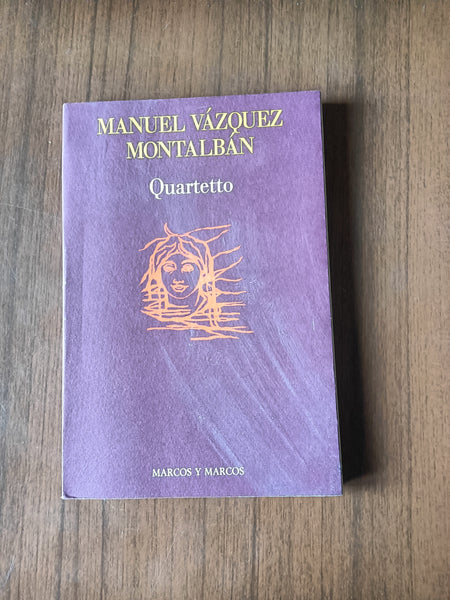 MANUEL VÁZQUEZ
MONTALBÁN
Quartetto
MARCOS Y MARCOS